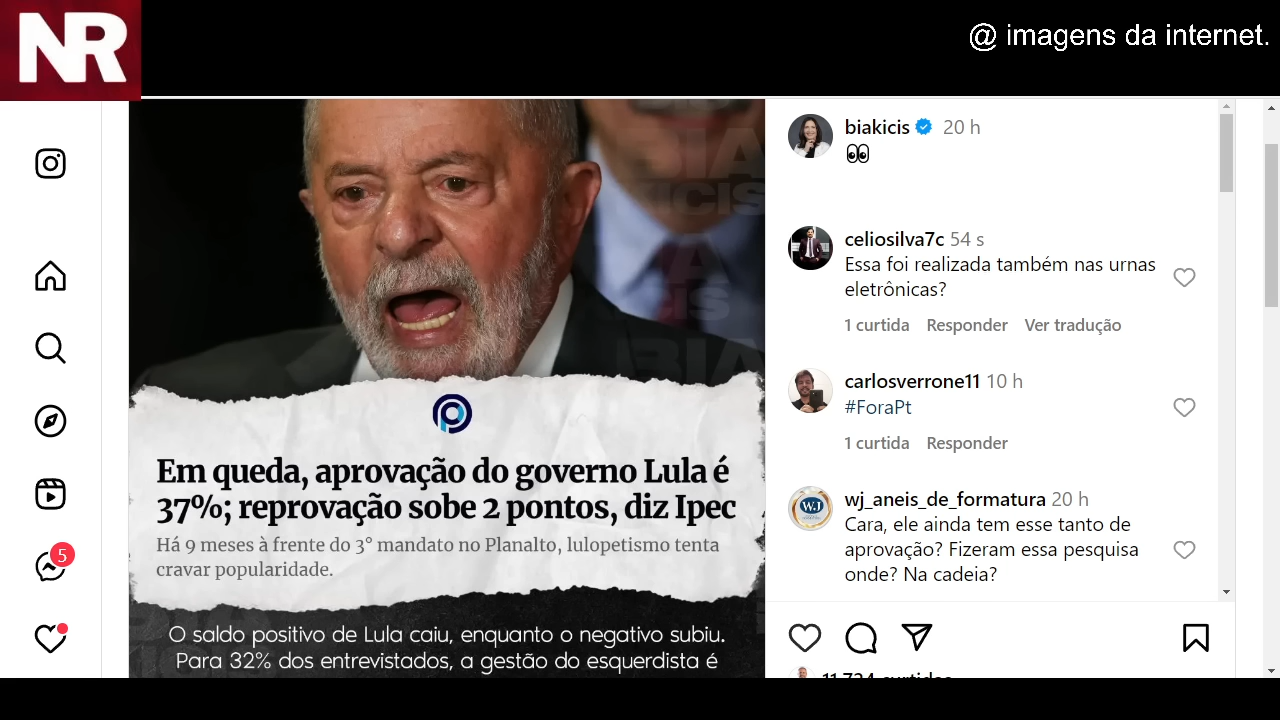 NR
@ imagens da internet.
BIA
KICIS
Em queda, aprovação do governo Lula é
37%; reprovação sobe 2 pontos, diz Ipec
Há 9 meses à frente do 3° mandato no Planalto, lulopetismo tenta
cravar popularidade.
O saldo positivo de Lula caiu, enquanto o negativo subiu.
Para 32% dos entrevistados, a gestão do esquerdista é
biakicis 20 h
👀
celiosilva7c 54 s
Essa foi realizada também nas urnas
eletrônicas?
1 curtida Responder Ver tradução
carlosverrone11 10 h
#ForaPt
1 curtida Responder
wj_aneis_de_formatura 20 h
WJ
Cara, ele ainda tem esse tanto de
aprovação? Fizeram essa pesquisa
onde? Na cadeia?
5